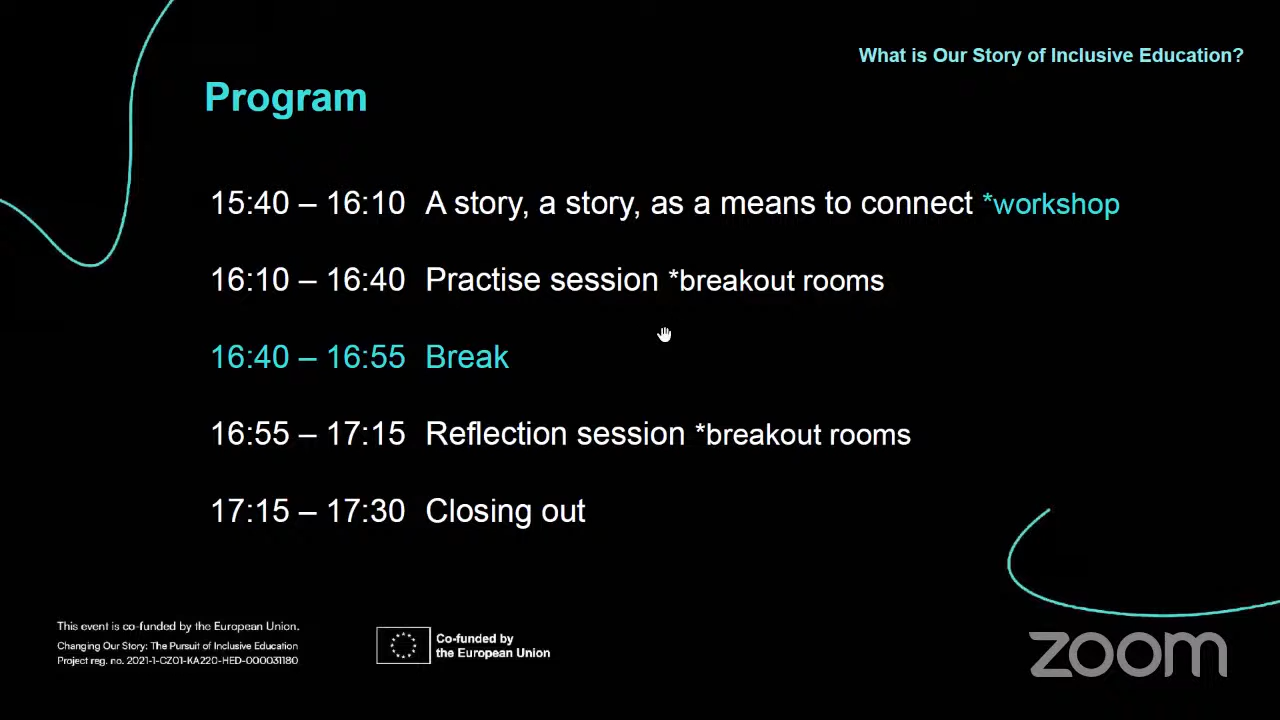 What is Our Story of Inclusive Education?
Program
15:40 – 16:10 A story, a story, as a means to connect *workshop
16:10 – 16:40 Practise session *breakout rooms
16:40 – 16:55 Break
16:55 – 17:15 Reflection session *breakout rooms
17:15 – 17:30 Closing out
This event is co-funded by the European Union.
Changing Our Story: The Pursuit of Inclusive Education
Project reg. no. 2021-1-CZ01-KA220-HED-000031180
Co-funded by
the European Union
zoom